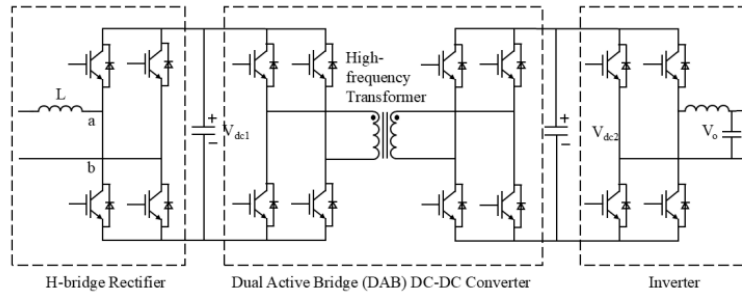 High-
frequency
Transformer
L
a
b
+
V_dc1
−
+
V_dc2
−
V_o
H-bridge Rectifier
Dual Active Bridge (DAB) DC-DC Converter
Inverter